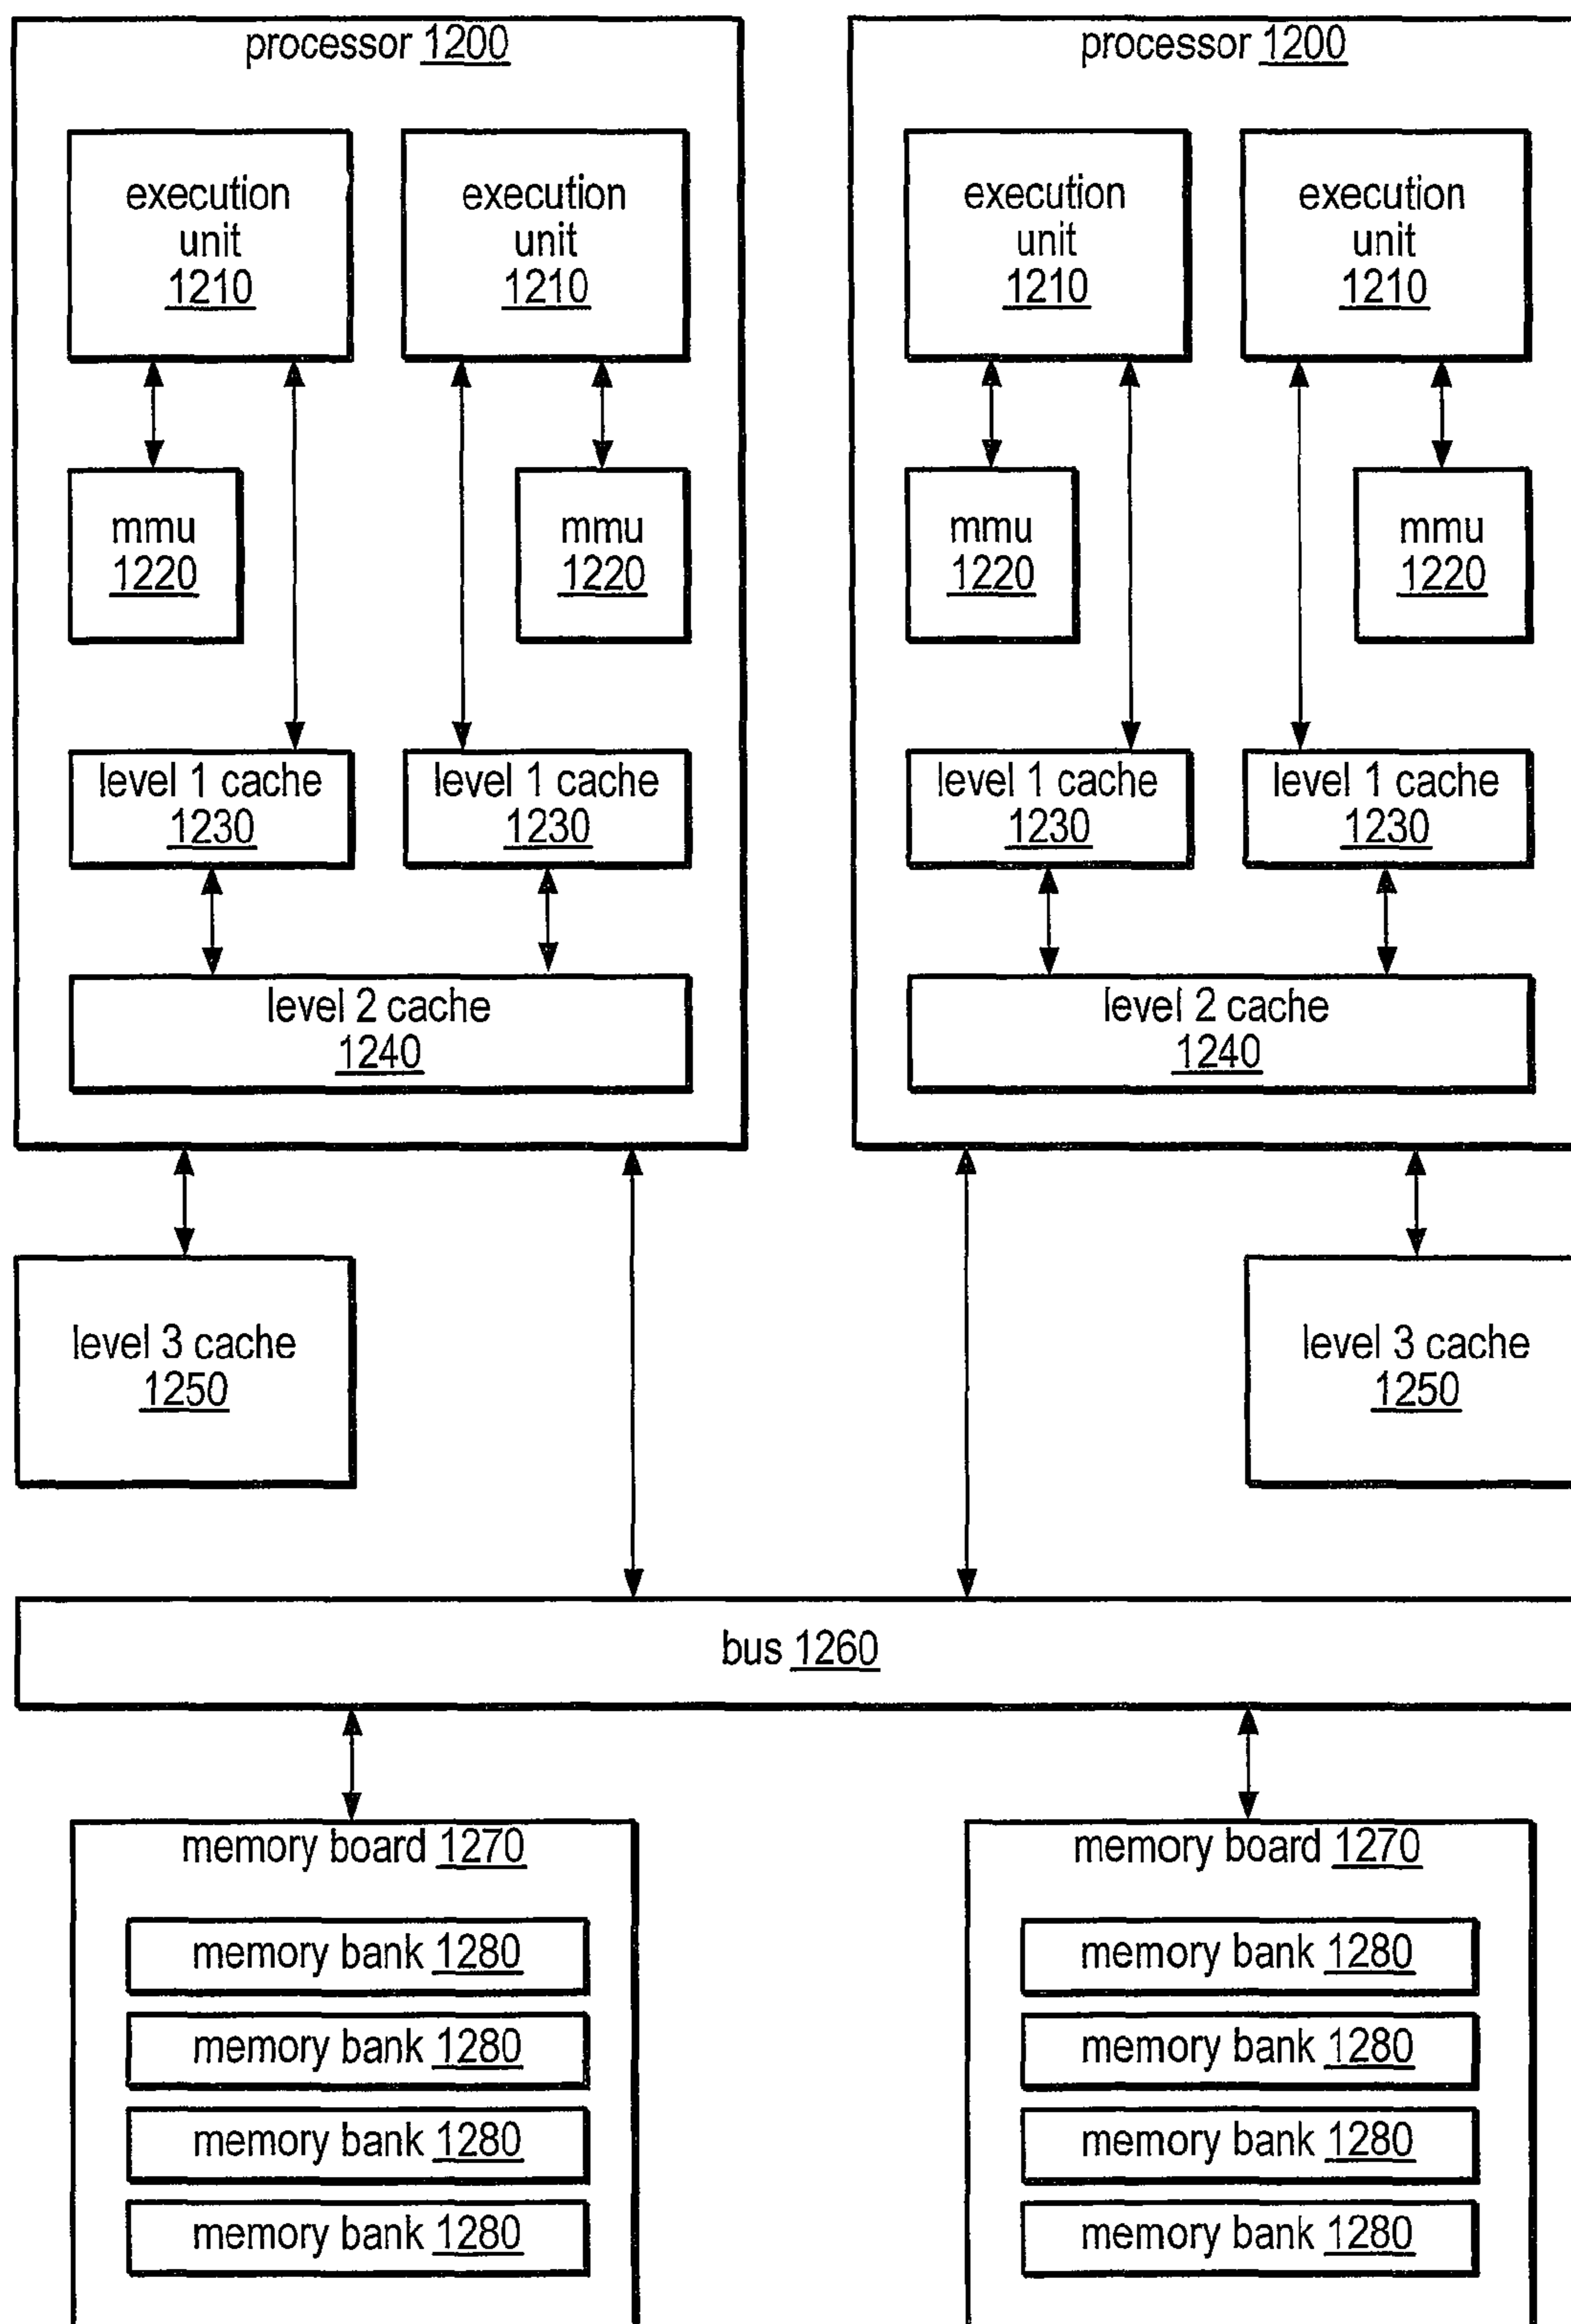 processor 1200
execution
unit
1210
execution
unit
1210
mmu
1220
mmu
1220
level 1 cache
1230
level 1 cache
1230
level 2 cache
1240
processor 1200
execution
unit
1210
execution
unit
1210
mmu
1220
mmu
1220
level 1 cache
1230
level 1 cache
1230
level 2 cache
1240
level 3 cache
1250
level 3 cache
1250
bus 1260
memory board 1270
memory bank 1280
memory bank 1280
memory bank 1280
memory bank 1280
memory board 1270
memory bank 1280
memory bank 1280
memory bank 1280
memory bank 1280